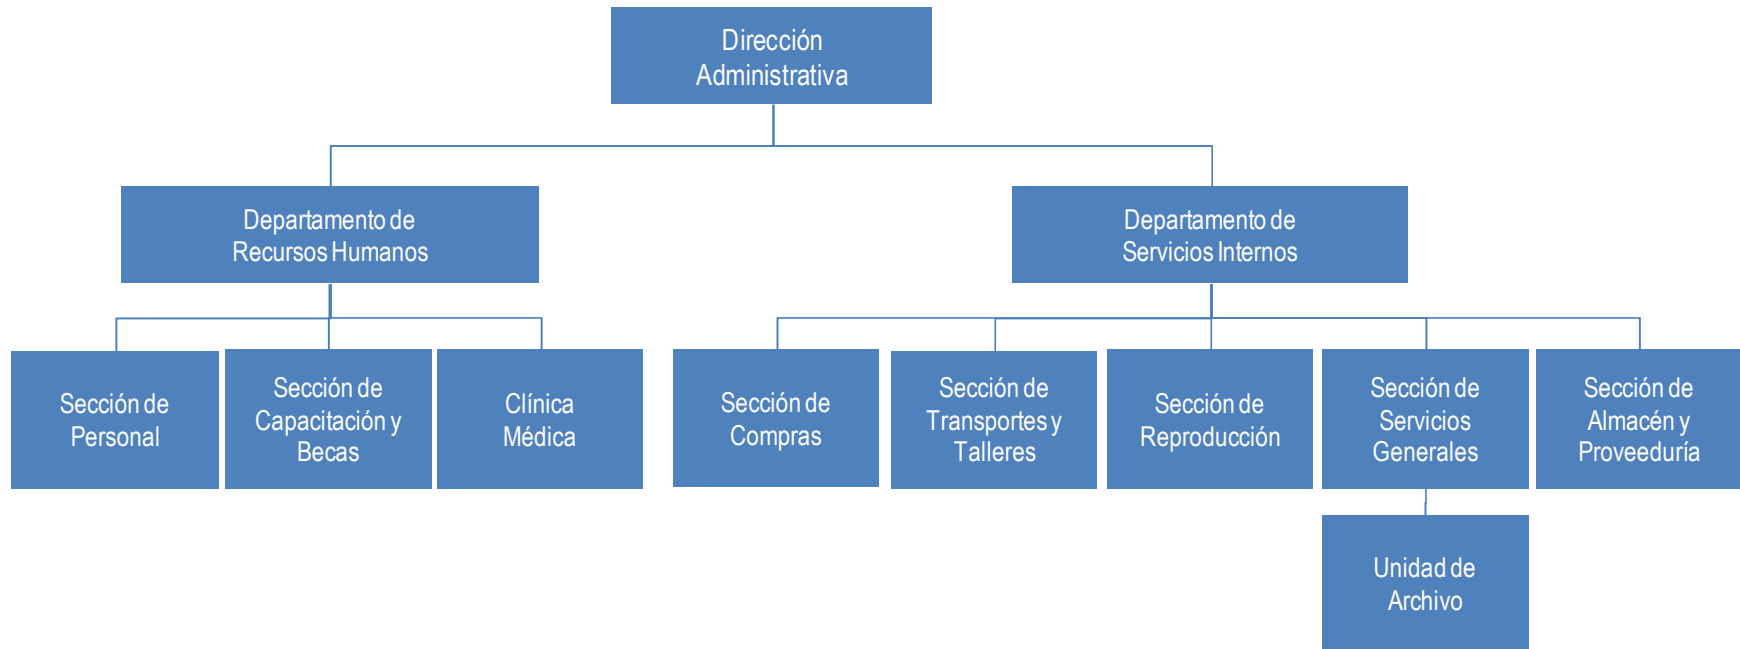 Dirección
Administrativa
Departamento de
Recursos Humanos
Departamento de
Servicios Internos
Sección de
Personal
Sección de
Capacitación y
Becas
Clínica
Médica
Sección de
Compras
Sección de
Transportes y
Talleres
Sección de
Reproducción
Sección de
Servicios
Generales
Sección de
Almacén y
Proveeduría
Unidad de
Archivo